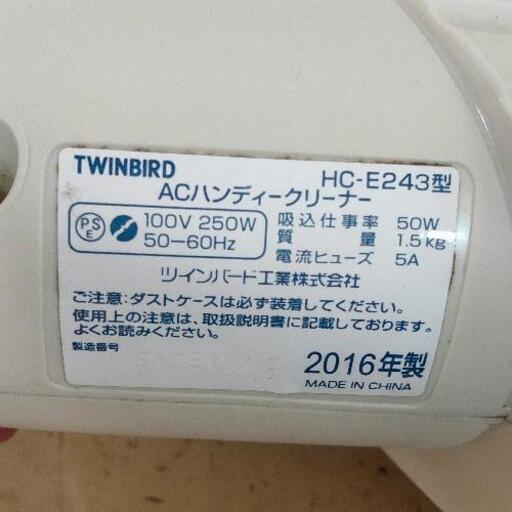 TWINBIRD HC-E243型
ACハンディークリーナー
PS E 100V 250W 吸込仕事率 50W
50-60Hz 質量 1.5kg
電流ヒューズ 5A
ツインバード工業株式会社
ご注意:ダストケースは必ず装着してください。
使用上の注意は、取扱説明書に記載しております。
よくお読みください。
製造番号
2016年製
MADE IN CHINA